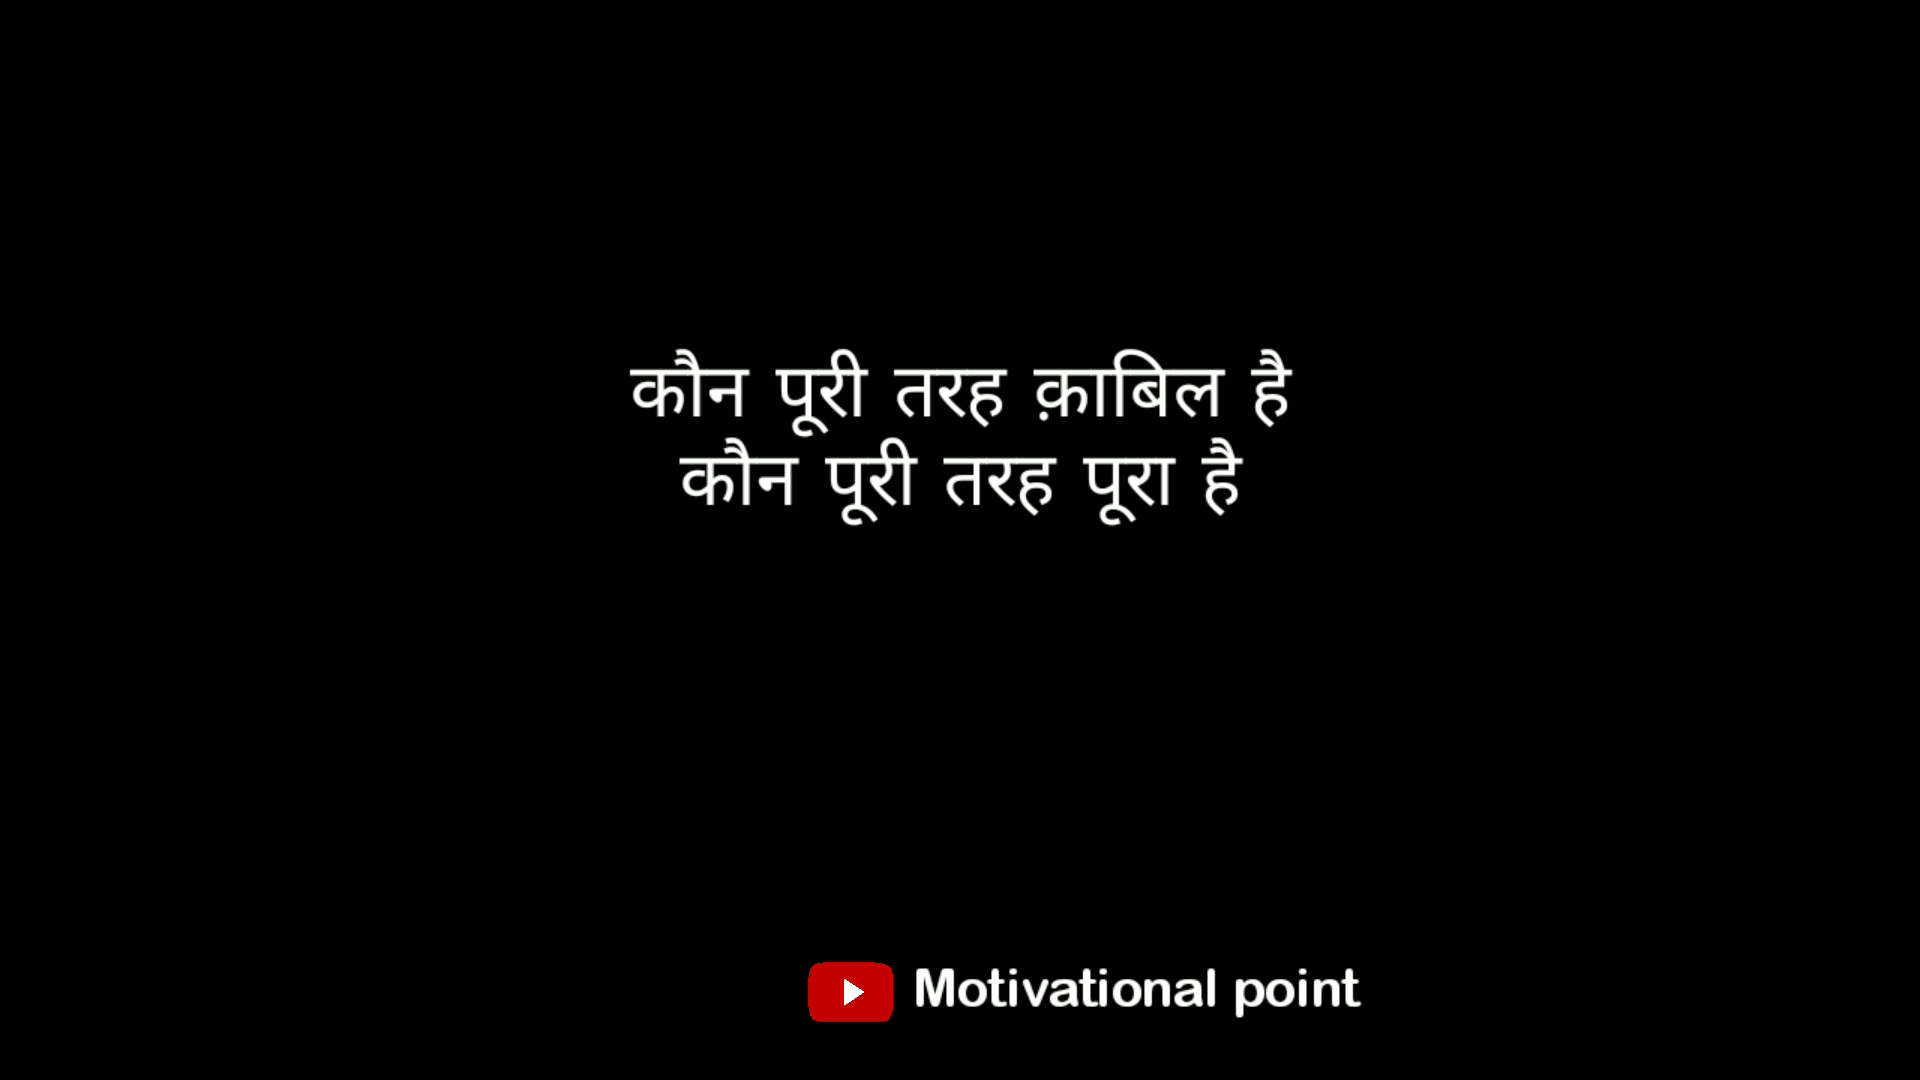 कौन पूरी तरह क़ाबिल है
कौन पूरी तरह पूरा है
Motivational point